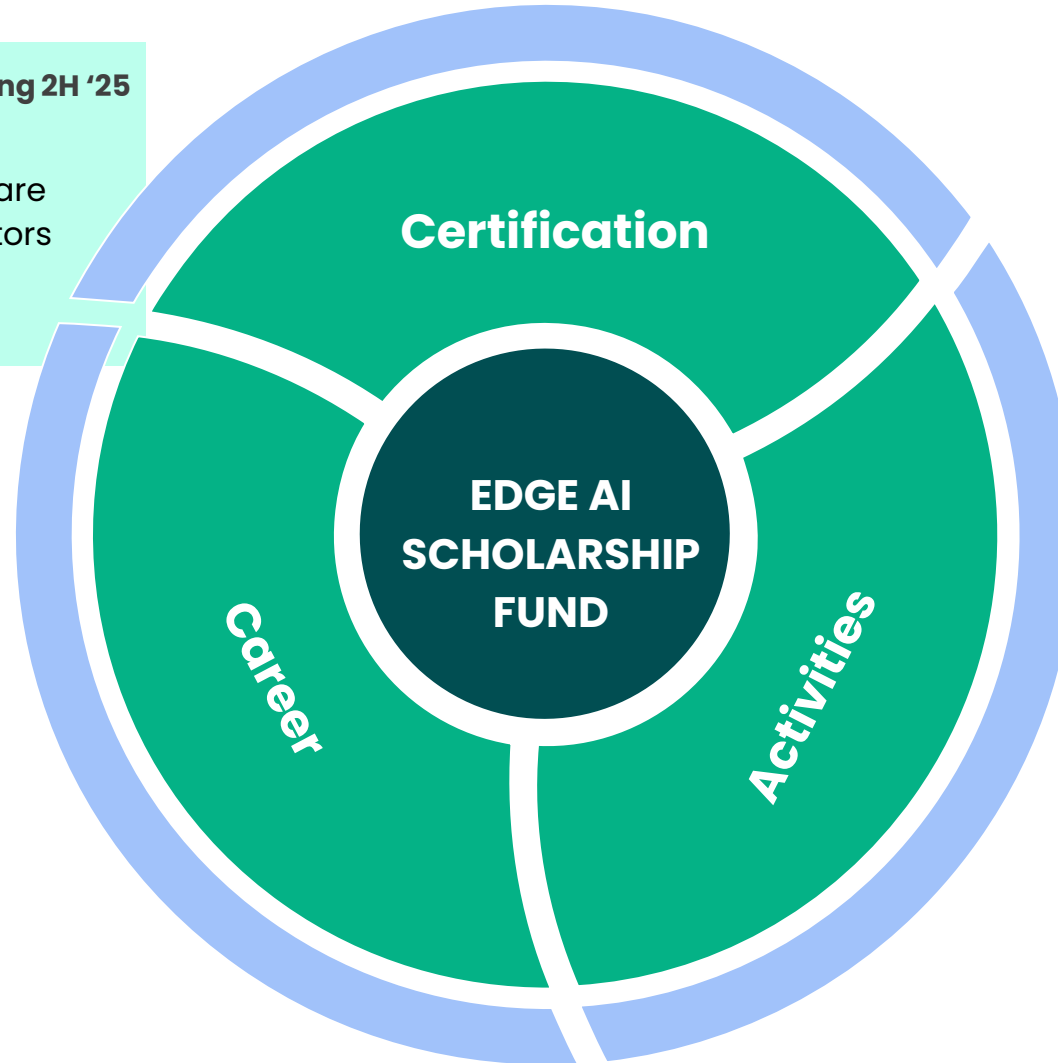 ng 2H ‘25
are
tors
Certification
EDGE AI
SCHOLARSHIP
FUND
Career
Activities